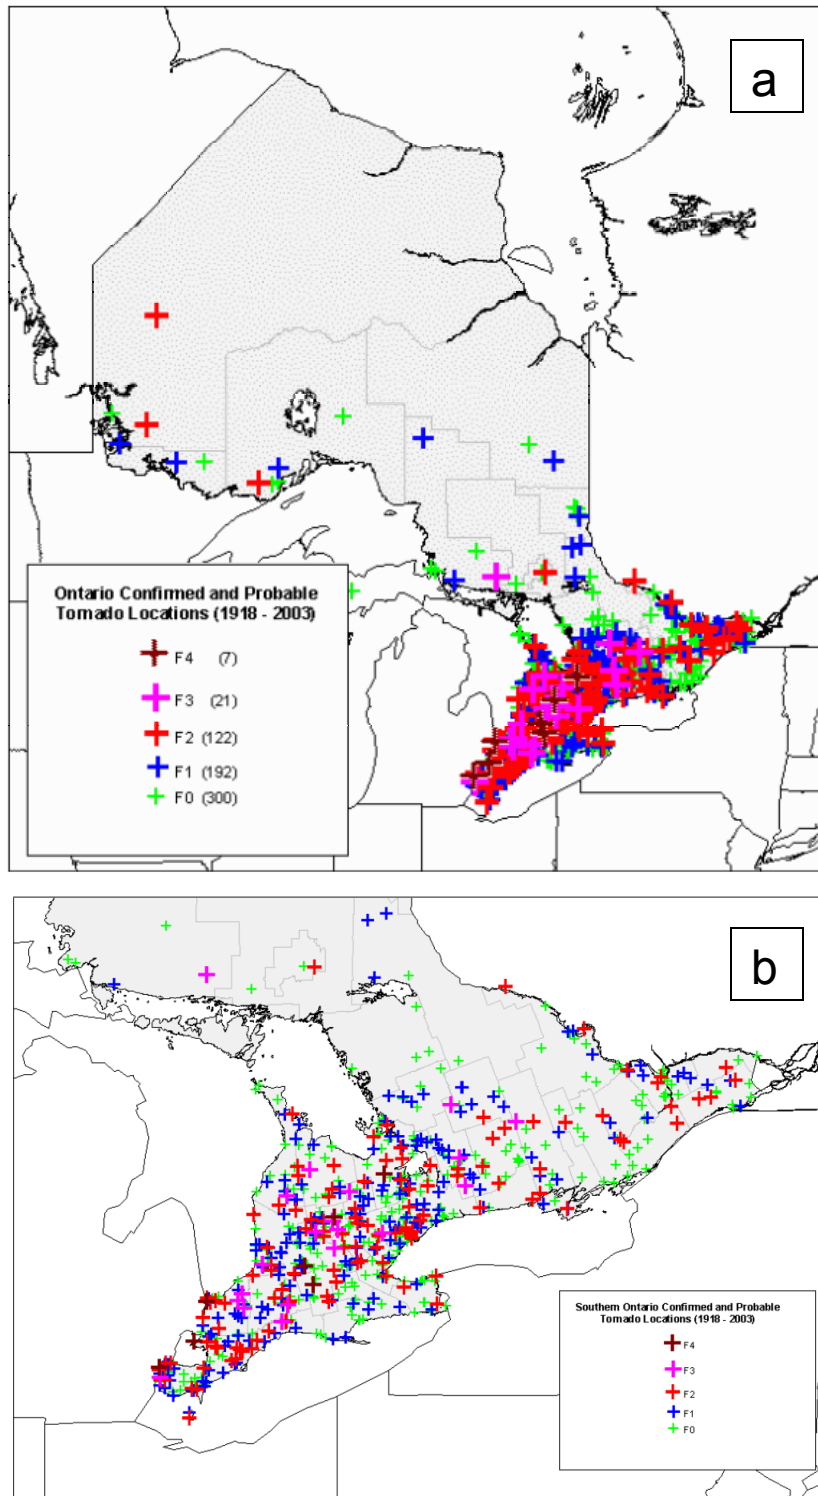 a
Ontario Confirmed and Probable
Tornado Locations (1918 - 2003)
F4 (7)
F3 (21)
F2 (122)
F1 (192)
F0 (300)
b
Southern Ontario Confirmed and Probable
Tornado Locations (1918 - 2003)
F4
F3
F2
F1
F0